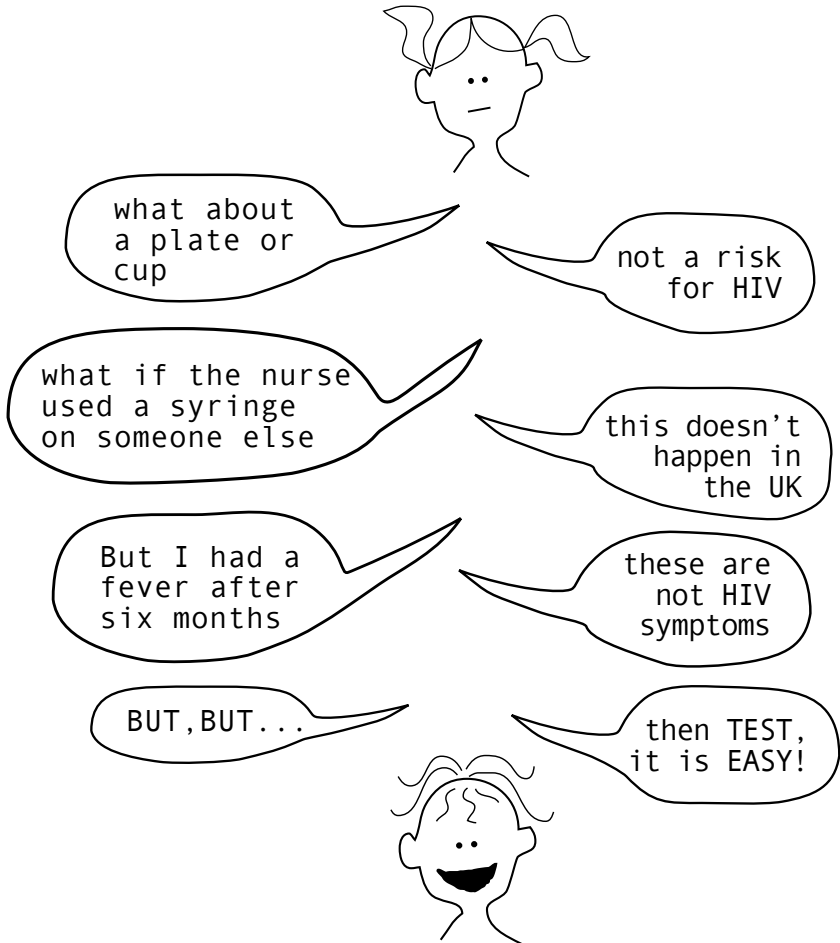 what about
a plate or
cup
not a risk
for HIV
what if the nurse
used a syringe
on someone else
this doesn’t
happen in
the UK
But I had a
fever after
six months
these are
not HIV
symptoms
BUT,BUT...
then TEST,
it is EASY!